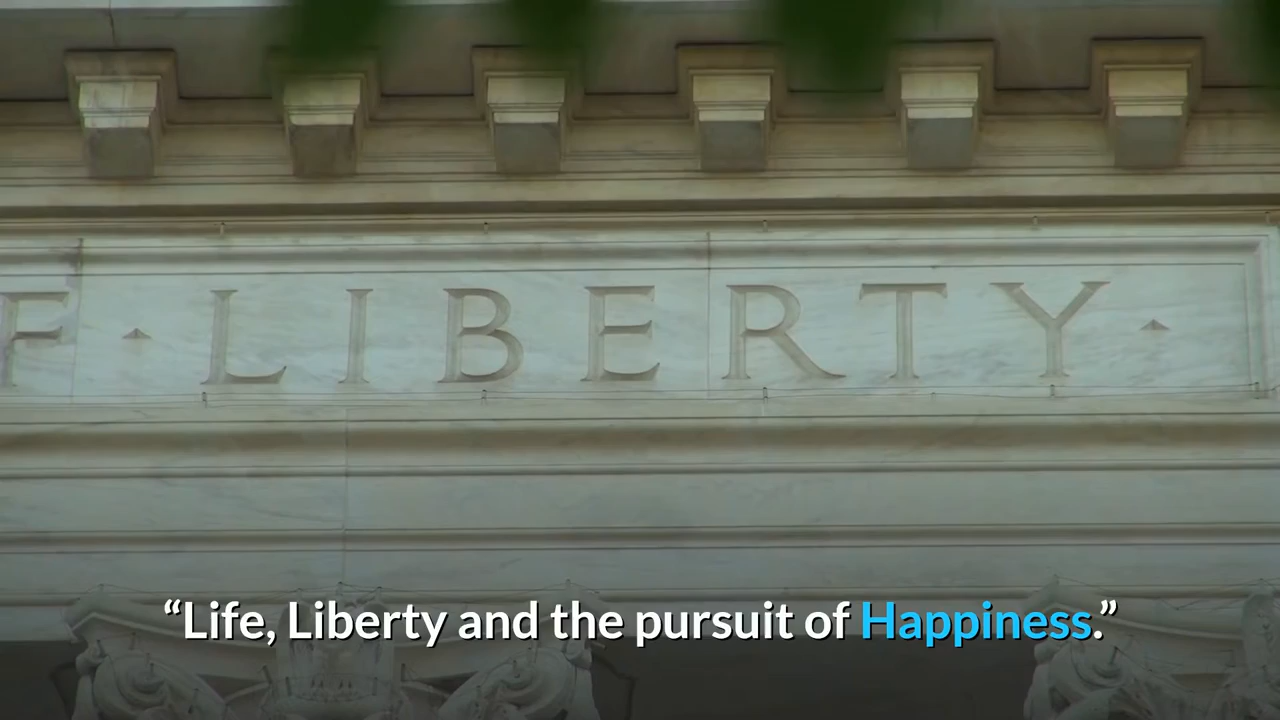 F · LIBERTY ·
“Life, Liberty and the pursuit of Happiness.”